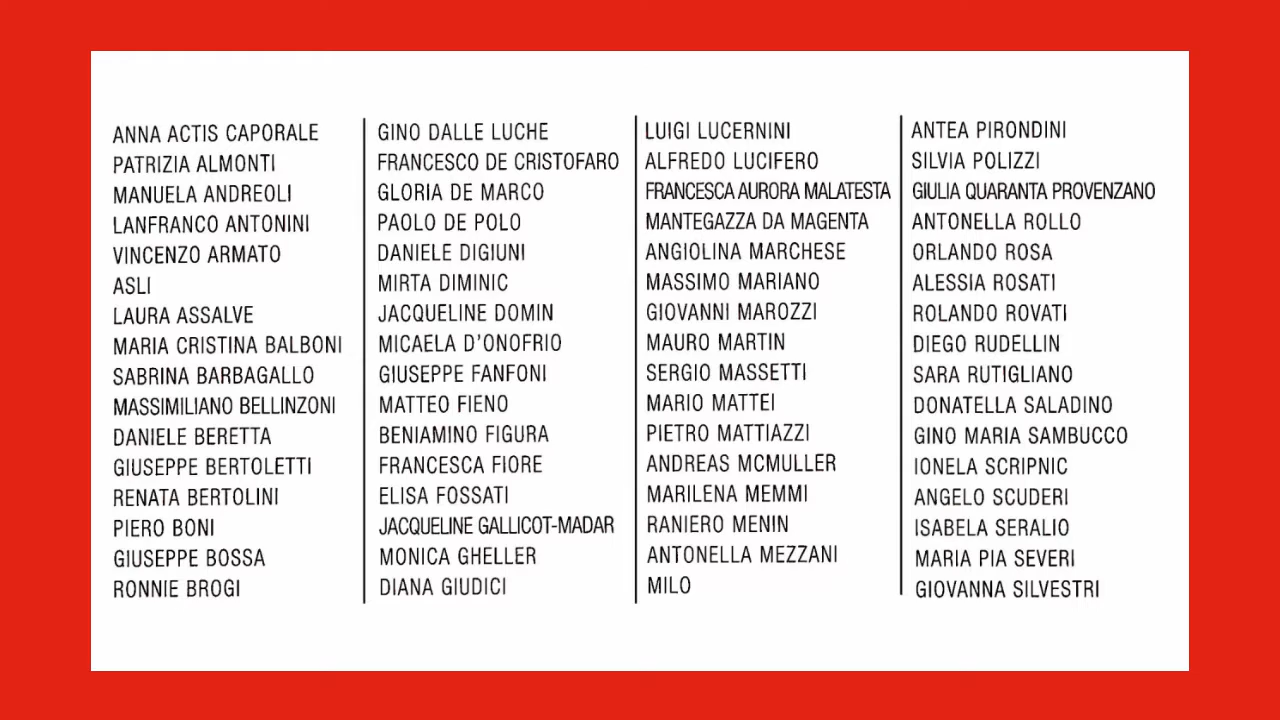 ANNA ACTIS CAPORALE
PATRIZIA ALMONTI
MANUELA ANDREOLI
LANFRANCO ANTONINI
VINCENZO ARMATO
ASLI
LAURA ASSALVE
MARIA CRISTINA BALBONI
SABRINA BARBAGALLO
MASSIMILIANO BELLINZONI
DANIELE BERETTA
GIUSEPPE BERTOLETTI
RENATA BERTOLINI
PIERO BONI
GIUSEPPE BOSSA
RONNIE BROGI
GINO DALLE LUCHE
FRANCESCO DE CRISTOFARO
GLORIA DE MARCO
PAOLO DE POLO
DANIELE DIGIUNI
MIRTA DIMINIC
JACQUELINE DOMIN
MICAELA D'ONOFRIO
GIUSEPPE FANFONI
MATTEO FIENO
BENIAMINO FIGURA
FRANCESCA FIORE
ELISA FOSSATI
JACQUELINE GALLICOT-MADAR
MONICA GHELLER
DIANA GIUDICI
LUIGI LUCERNINI
ALFREDO LUCIFERO
FRANCESCA AURORA MALATESTA
MANTEGAZZA DA MAGENTA
ANGIOLINA MARCHESE
MASSIMO MARIANO
GIOVANNI MAROZZI
MAURO MARTIN
SERGIO MASSETTI
MARIO MATTEI
PIETRO MATTIAZZI
ANDREAS MCMULLER
MARILENA MEMMI
RANIERO MENIN
ANTONELLA MEZZANI
MILO
ANTEA PIRONDINI
SILVIA POLIZZI
GIULIA QUARANTA PROVENZANO
ANTONELLA ROLLO
ORLANDO ROSA
ALESSIA ROSATI
ROLANDO ROVATI
DIEGO RUDELLIN
SARA RUTIGLIANO
DONATELLA SALADINO
GINO MARIA SAMBUCCO
IONELA SCRIPNIC
ANGELO SCUDERI
ISABELA SERALIO
MARIA PIA SEVERI
GIOVANNA SILVESTRI